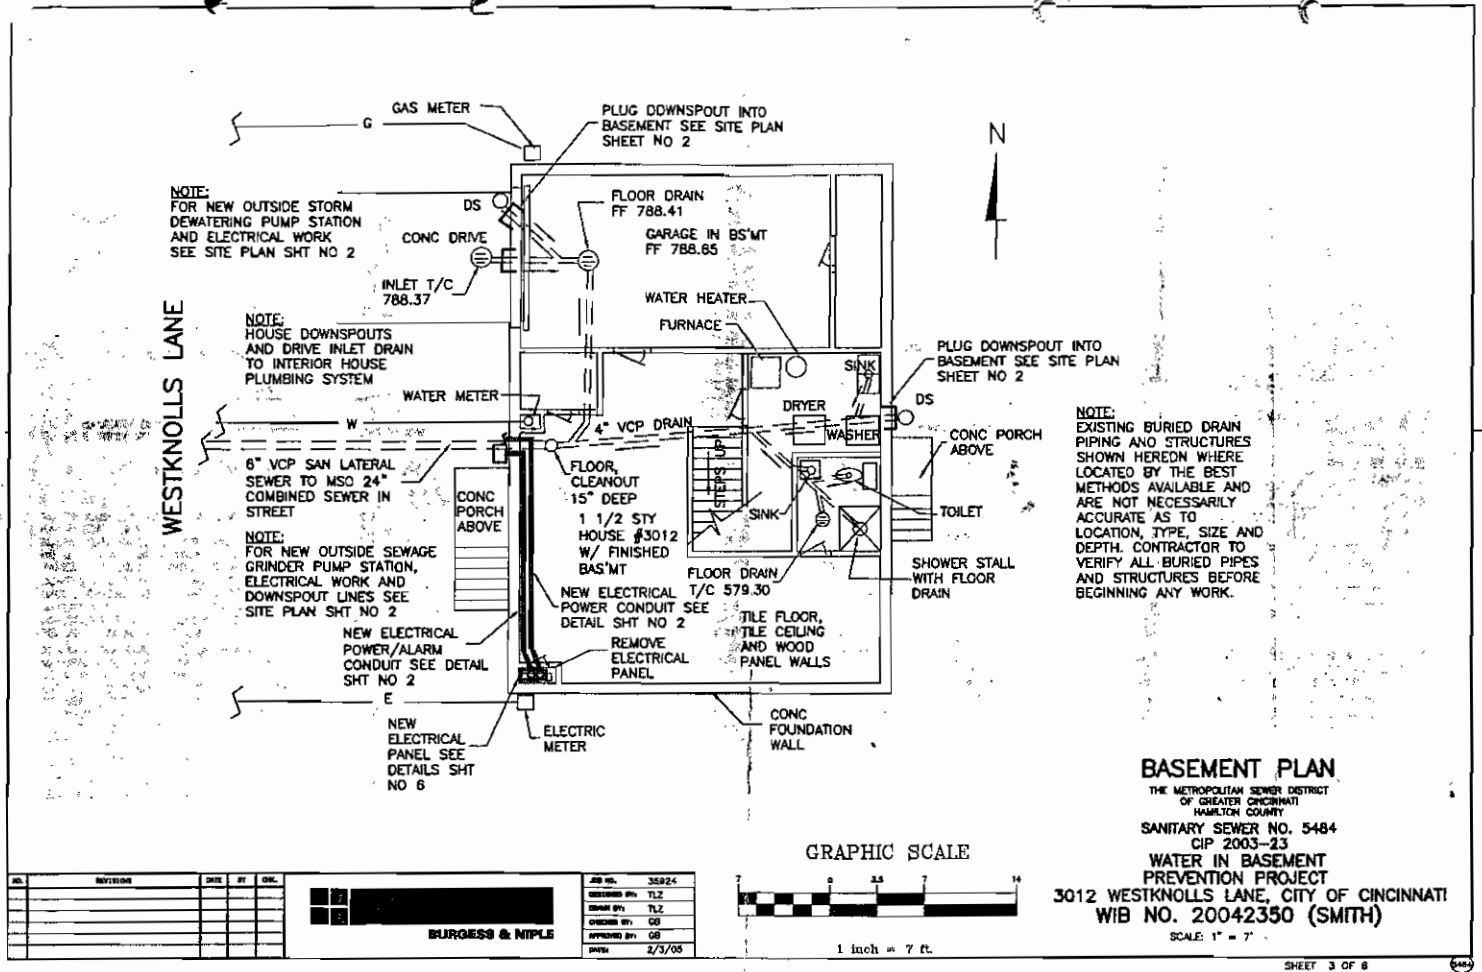 GAS METER
G
PLUG DOWNSPOUT INTO
BASEMENT SEE SITE PLAN
SHEET NO 2
N
NOTE:
FOR NEW OUTSIDE STORM
DEWATERING PUMP STATION
AND ELECTRICAL WORK
SEE SITE PLAN SHT NO 2
DS
CONC DRIVE
INLET T/C
788.37
FLOOR DRAIN
FF 788.41
GARAGE IN BS'MT
FF 788.65
WATER HEATER
FURNACE
WESTKNOLLS LANE
NOTE:
HOUSE DOWNSPOUTS
AND DRIVE INLET DRAIN
TO INTERIOR HOUSE
PLUMBING SYSTEM
WATER METER
W
SINK
DRYER
WASHER
4" VCP DRAIN
PLUG DOWNSPOUT INTO
BASEMENT SEE SITE PLAN
SHEET NO 2
DS
CONC PORCH
ABOVE
NOTE:
EXISTING BURIED DRAIN
PIPING AND STRUCTURES
SHOWN HEREON WHERE
LOCATED BY THE BEST
METHODS AVAILABLE AND
ARE NOT NECESSARILY
ACCURATE AS TO
LOCATION, TYPE, SIZE AND
DEPTH. CONTRACTOR TO
VERIFY ALL BURIED PIPES
AND STRUCTURES BEFORE
BEGINNING ANY WORK.
6" VCP SAN LATERAL
SEWER TO MSD 24"
COMBINED SEWER IN
STREET
NOTE:
FOR NEW OUTSIDE SEWAGE
GRINDER PUMP STATION,
ELECTRICAL WORK AND
DOWNSPOUT LINES SEE
SITE PLAN SHT NO 2
CONC
PORCH
ABOVE
FLOOR,
CLEANOUT
15" DEEP
1 1/2 STY
HOUSE #3012
W/ FINISHED
BAS'MT
STEPS UP
SINK
TOILET
SHOWER STALL
WITH FLOOR
DRAIN
FLOOR DRAIN
T/C 579.30
NEW ELECTRICAL
POWER CONDUIT SEE
DETAIL SHT NO 2
TILE FLOOR,
TILE CEILING
AND WOOD
PANEL WALLS
NEW ELECTRICAL
POWER/ALARM
CONDUIT SEE DETAIL
SHT NO 2
REMOVE
ELECTRICAL
PANEL
E
NEW
ELECTRICAL
PANEL SEE
DETAILS SHT
NO 6
ELECTRIC
METER
CONC
FOUNDATION
WALL
BASEMENT PLAN
THE METROPOLITAN SEWER DISTRICT
OF GREATER CINCINNATI
HAMILTON COUNTY
SANITARY SEWER NO. 5484
CIP 2003-23
WATER IN BASEMENT
PREVENTION PROJECT
3012 WESTKNOLLS LANE, CITY OF CINCINNATI
WIB NO. 20042350 (SMITH)
SCALE: 1" = 7'
GRAPHIC SCALE
7 0 3.5 7 14
1 inch = 7 ft.
NO. REVISIONS DATE BY CHK.
BURGESS & NIPLE
JOB NO. 35924
DESIGNED BY: TLZ
DRAWN BY: TLZ
CHECKED BY: GB
APPROVED BY: GB
DATE: 2/3/05
SHEET 3 OF 6
5484